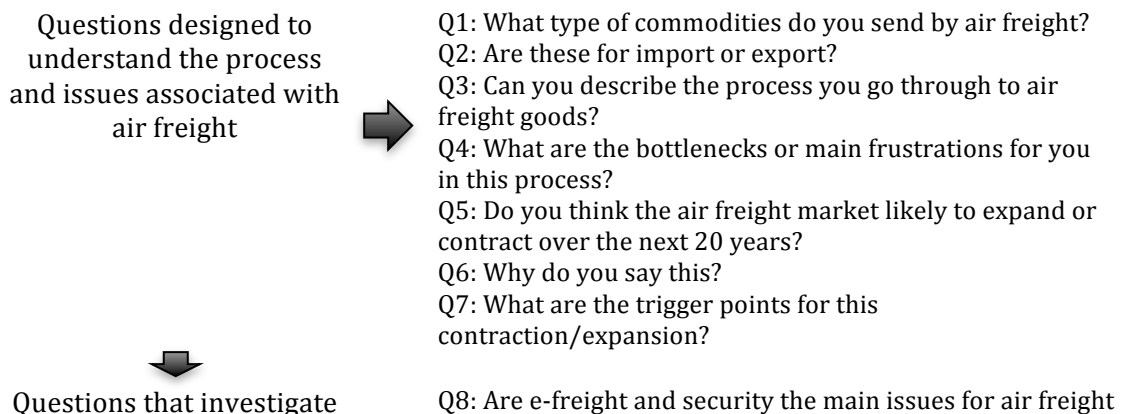 Questions designed to
understand the process
and issues associated with
air freight
Q1: What type of commodities do you send by air freight?
Q2: Are these for import or export?
Q3: Can you describe the process you go through to air
freight goods?
Q4: What are the bottlenecks or main frustrations for you
in this process?
Q5: Do you think the air freight market likely to expand or
contract over the next 20 years?
Q6: Why do you say this?
Q7: What are the trigger points for this
contraction/expansion?
Questions that investigate
Q8: Are e-freight and security the main issues for air freight